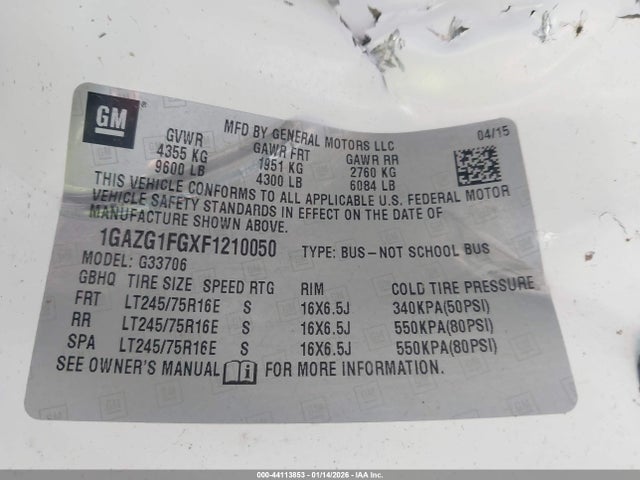 GM®
MFD BY GENERAL MOTORS LLC 04/15
GVWR GAWR FRT GAWR RR
4355 KG 1951 KG 2760 KG
9600 LB 4300 LB 6084 LB
THIS VEHICLE CONFORMS TO ALL APPLICABLE U.S. FEDERAL MOTOR
VEHICLE SAFETY STANDARDS IN EFFECT ON THE DATE OF
MANUFACTURE SHOWN ABOVE.
1GAZG1FGXF1210050 TYPE: BUS-NOT SCHOOL BUS
MODEL: G33706
GBHQ TIRE SIZE SPEED RTG RIM COLD TIRE PRESSURE
FRT LT245/75R16E S 16X6.5J 340KPA(50PSI)
RR LT245/75R16E S 16X6.5J 550KPA(80PSI)
SPA LT245/75R16E S 16X6.5J 550KPA(80PSI)
SEE OWNER'S MANUAL FOR MORE INFORMATION.
000-44113853 - 01/14/2026 - IAAI.COM